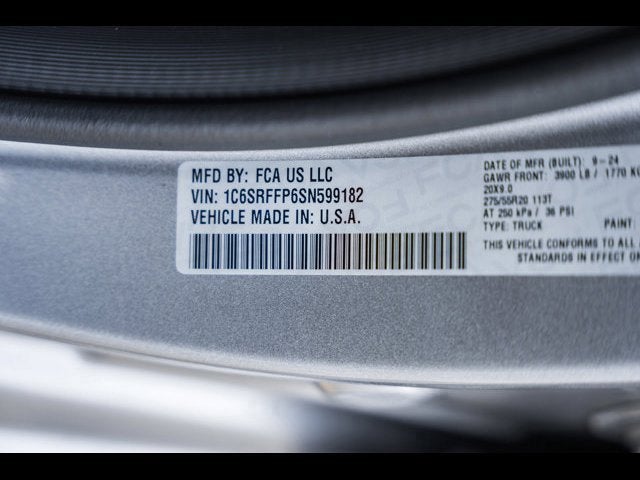 MFD BY: FCA US LLC
VIN: 1C6SRFFP6SN599182
VEHICLE MADE IN: U.S.A.
DATE OF MFR (BUILT): 9-24
GAWR FRONT: 3900 LB / 1770 KG
20X9.0
275/55R20 113T
AT 250 kPa / 36 PSI
TYPE: TRUCK PAINT:
THIS VEHICLE CONFORMS TO ALL
STANDARDS IN EFFECT ON